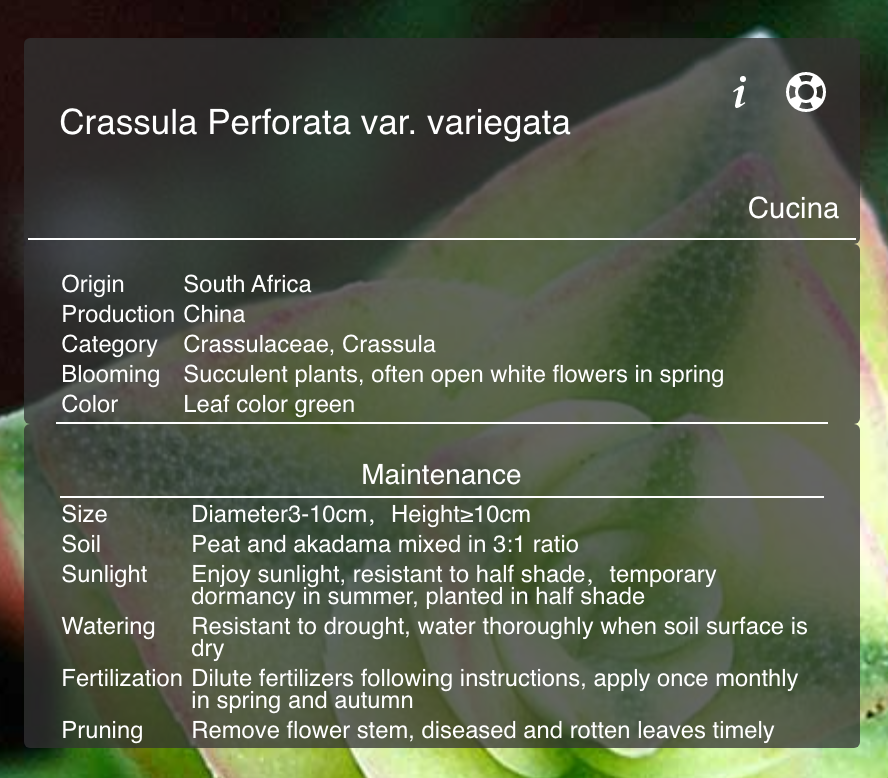 Crassula Perforata var. variegata
Cucina
Origin South Africa
Production China
Category Crassulaceae, Crassula
Blooming Succulent plants, often open white flowers in spring
Color Leaf color green
Maintenance
Size Diameter3-10cm，Height≥10cm
Soil Peat and akadama mixed in 3:1 ratio
Sunlight Enjoy sunlight, resistant to half shade，temporary
dormancy in summer, planted in half shade
Watering Resistant to drought, water thoroughly when soil surface is
dry
Fertilization Dilute fertilizers following instructions, apply once monthly
in spring and autumn
Pruning Remove flower stem, diseased and rotten leaves timely